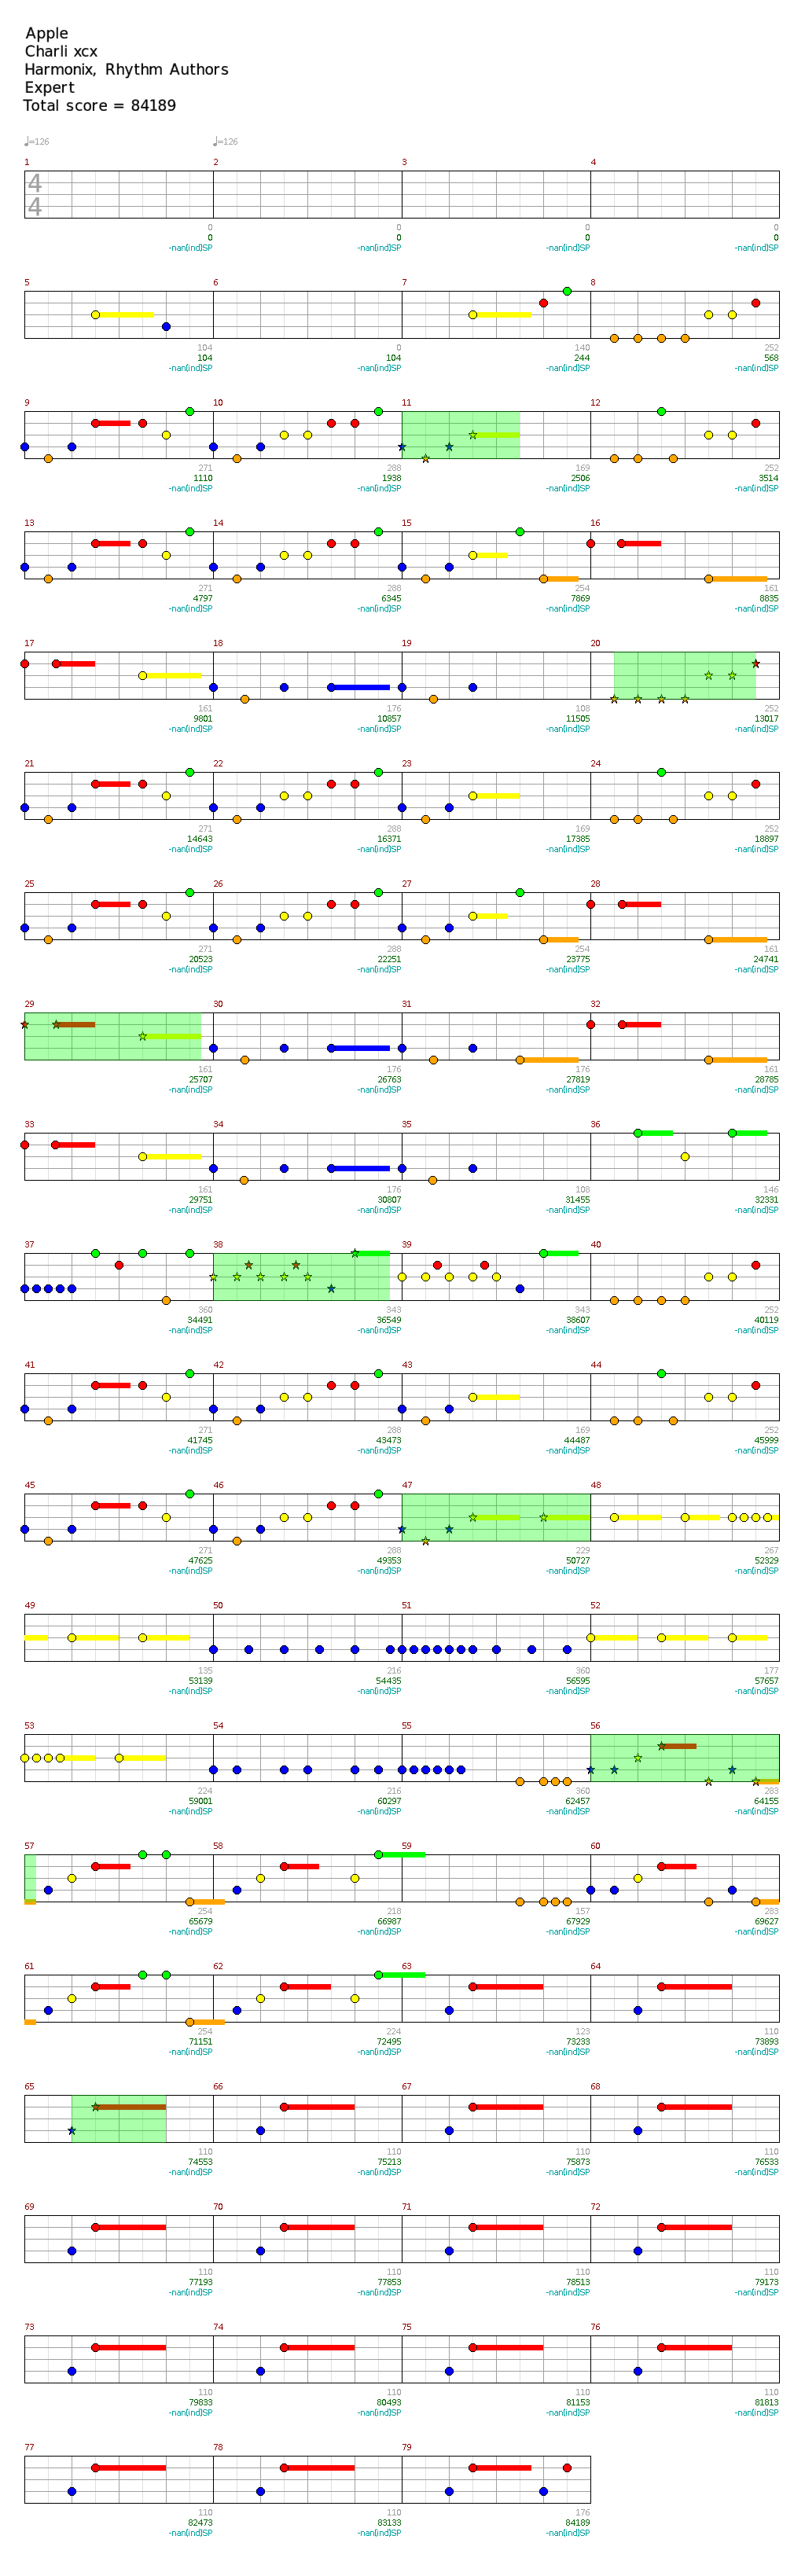 Apple
Charli xcx
Harmonix, Rhythm Authors
Expert
Total score = 84189
♩=126 ♩=126
1 2 3 4
4
4
0 0 0 0
0 0 0 0
-nan(ind)SP -nan(ind)SP -nan(ind)SP -nan(ind)SP
5 6 7 8
104 0 140 252
104 104 244 568
-nan(ind)SP -nan(ind)SP -nan(ind)SP -nan(ind)SP
9 10 11 12
271 288 169 252
1110 1938 2506 3514
-nan(ind)SP -nan(ind)SP -nan(ind)SP -nan(ind)SP
13 14 15 16
271 288 254 161
4797 6345 7869 8835
-nan(ind)SP -nan(ind)SP -nan(ind)SP -nan(ind)SP
17 18 19 20
161 176 108 252
9801 10857 11505 13017
-nan(ind)SP -nan(ind)SP -nan(ind)SP -nan(ind)SP
21 22 23 24
271 288 169 252
14643 16371 17385 18897
-nan(ind)SP -nan(ind)SP -nan(ind)SP -nan(ind)SP
25 26 27 28
271 288 254 161
20523 22251 23775 24741
-nan(ind)SP -nan(ind)SP -nan(ind)SP -nan(ind)SP
29 30 31 32
161 176 176 161
25707 26763 27819 28785
-nan(ind)SP -nan(ind)SP -nan(ind)SP -nan(ind)SP
33 34 35 36
161 176 108 146
29751 30807 31455 32331
-nan(ind)SP -nan(ind)SP -nan(ind)SP -nan(ind)SP
37 38 39 40
360 343 343 252
34491 36549 38607 40119
-nan(ind)SP -nan(ind)SP -nan(ind)SP -nan(ind)SP
41 42 43 44
271 288 169 252
41745 43473 44487 45999
-nan(ind)SP -nan(ind)SP -nan(ind)SP -nan(ind)SP
45 46 47 48
271 288 229 267
47625 49353 50727 52329
-nan(ind)SP -nan(ind)SP -nan(ind)SP -nan(ind)SP
49 50 51 52
135 216 360 177
53139 54435 56595 57657
-nan(ind)SP -nan(ind)SP -nan(ind)SP -nan(ind)SP
53 54 55 56
224 216 360 283
59001 60297 62457 64155
-nan(ind)SP -nan(ind)SP -nan(ind)SP -nan(ind)SP
57 58 59 60
254 218 157 283
65679 66987 67929 69627
-nan(ind)SP -nan(ind)SP -nan(ind)SP -nan(ind)SP
61 62 63 64
254 224 123 110
71151 72495 73233 73893
-nan(ind)SP -nan(ind)SP -nan(ind)SP -nan(ind)SP
65 66 67 68
110 110 110 110
74553 75213 75873 76533
-nan(ind)SP -nan(ind)SP -nan(ind)SP -nan(ind)SP
69 70 71 72
110 110 110 110
77193 77853 78513 79173
-nan(ind)SP -nan(ind)SP -nan(ind)SP -nan(ind)SP
73 74 75 76
110 110 110 110
79833 80493 81153 81813
-nan(ind)SP -nan(ind)SP -nan(ind)SP -nan(ind)SP
77 78 79
110 110 176
82473 83133 84189
-nan(ind)SP -nan(ind)SP -nan(ind)SP